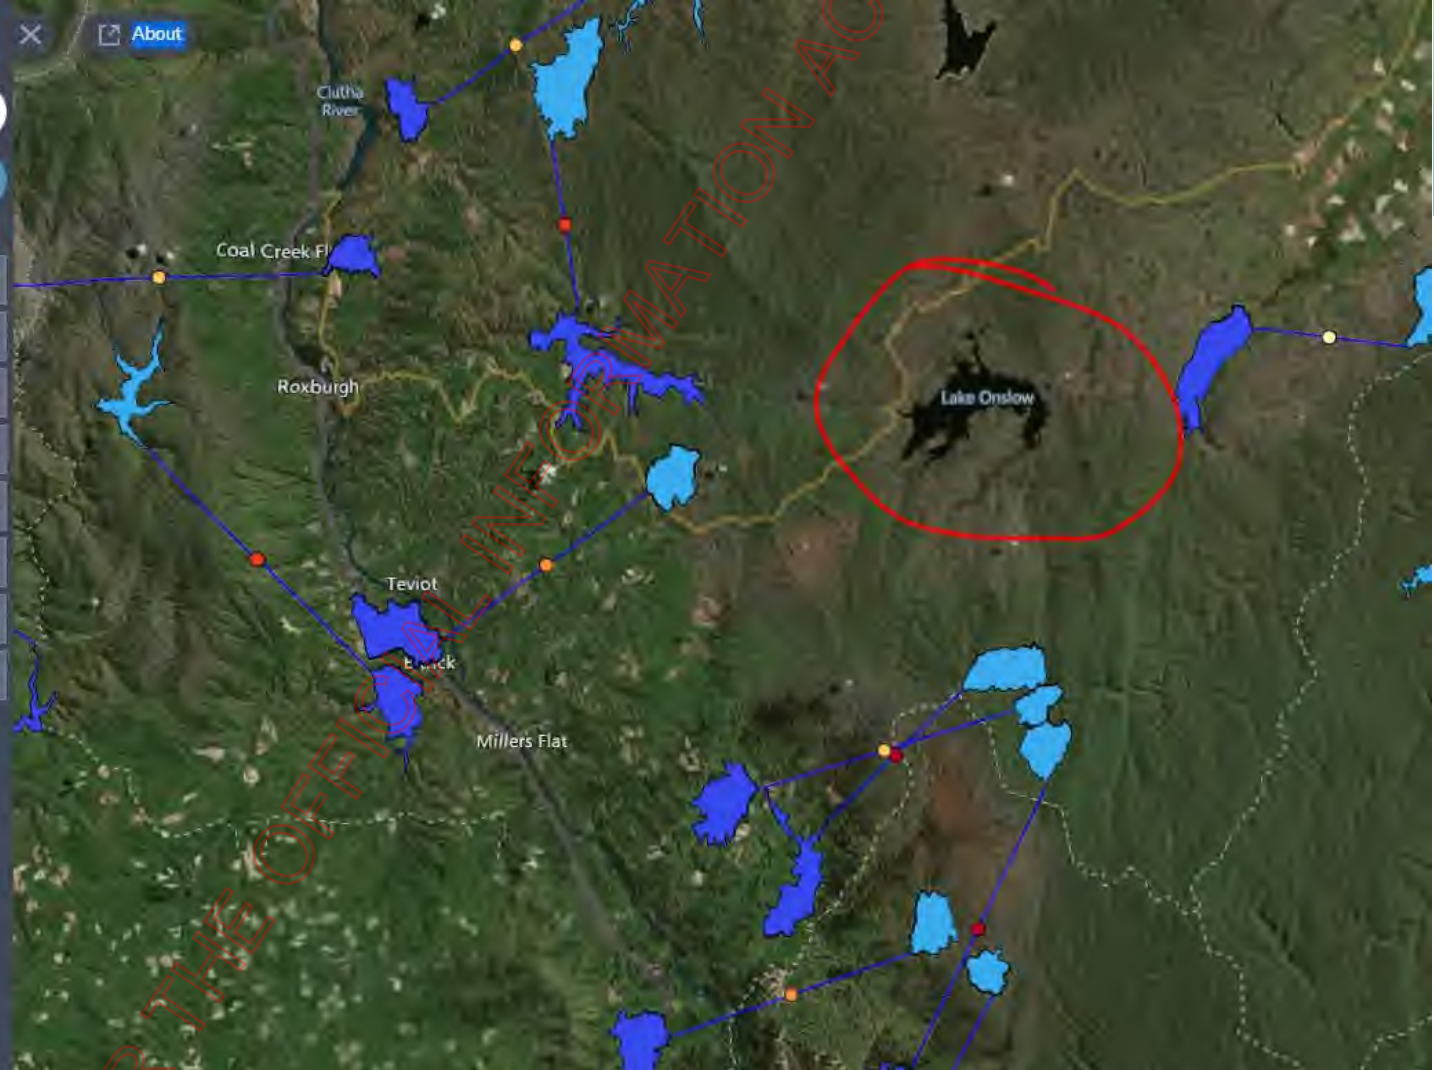 About
Clutha
River
Coal Creek Fl
Roxburgh
Lake Onslow
Teviot
Millers Flat
R THE OFFICIAL INFORMATION AC